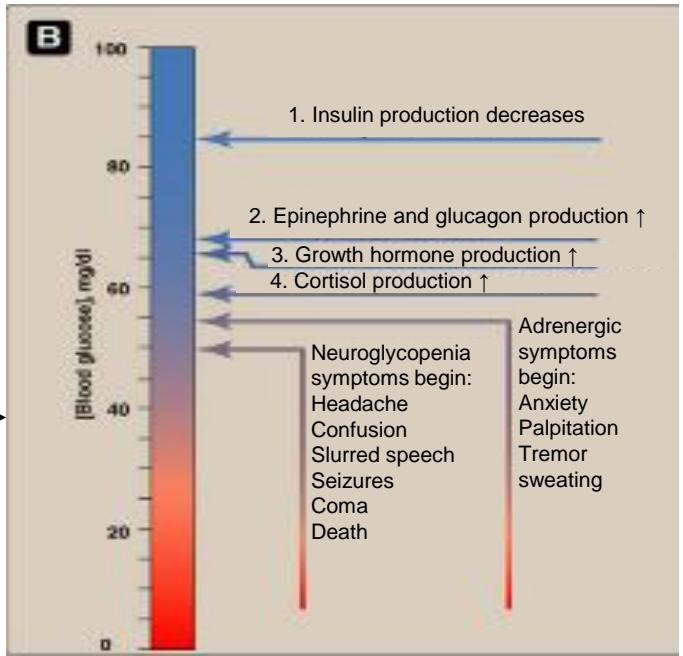 B
100
1. Insulin production decreases
80
2. Epinephrine and glucagon production ↑
3. Growth hormone production ↑
60
4. Cortisol production ↑
[Blood glucose], mg/dl
Adrenergic
symptoms
begin:
Anxiety
Palpitation
Tremor
sweating
Neuroglycopenia
symptoms begin:
Headache
Confusion
Slurred speech
Seizures
Coma
Death
40
20
0